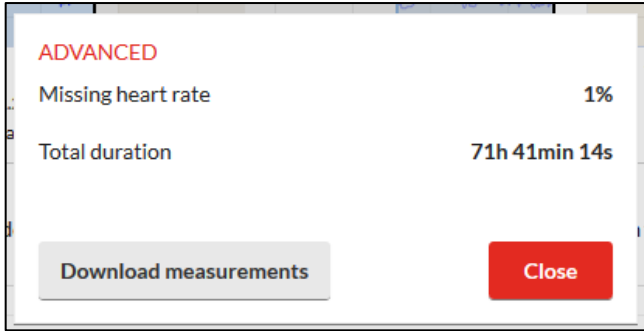 ADVANCED
Missing heart rate 1%
Total duration 71h 41min 14s
Download measurements Close